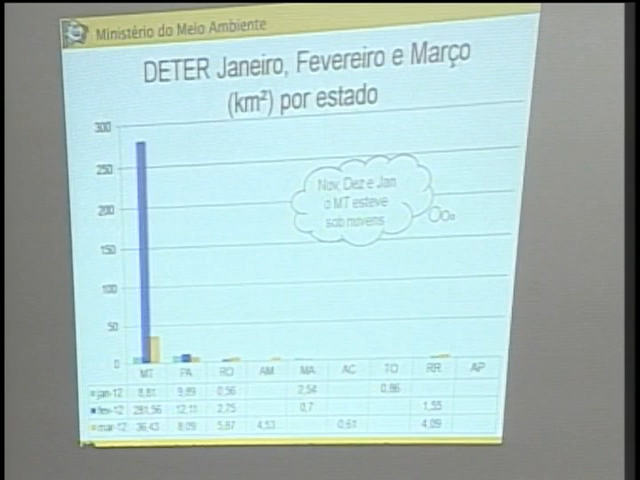 Ministério do Meio Ambiente
DETER Janeiro, Fevereiro e Março
(km²) por estado
300
250
200
150
100
50
0
Nov, Dez e Jan
o MT esteve
sob nuvens
MT PA RO AM MA AC TO RR AP
jan-12 8,81 9,89 0,56 2,54 0,86
fev-12 281,56 12,11 2,75 0,7 1,55
mar-12 36,43 8,09 5,87 4,53 0,61 4,09